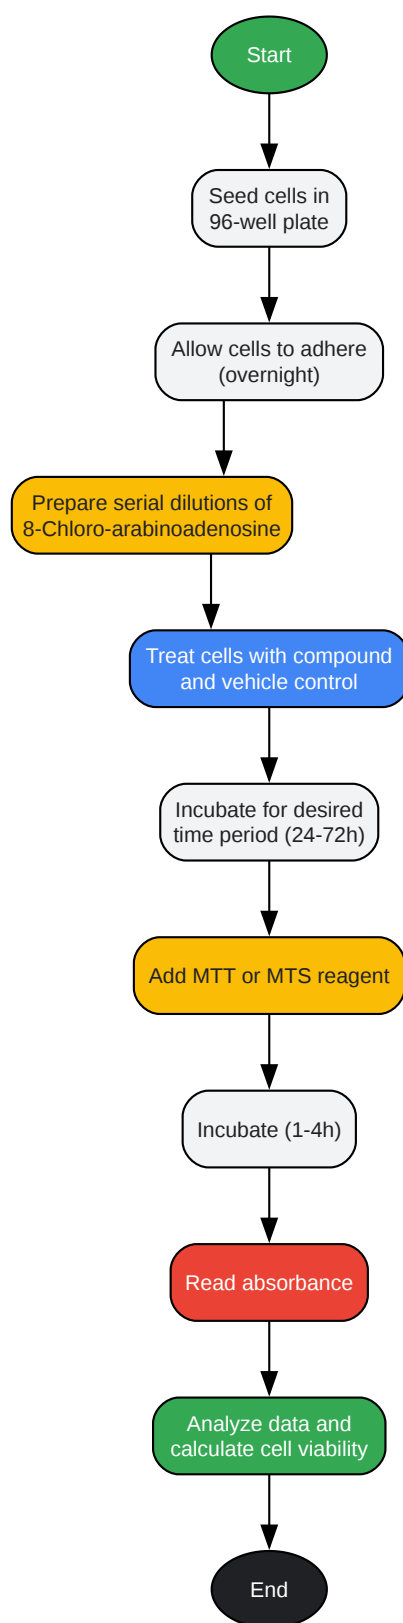 Start
Seed cells in
96-well plate
Allow cells to adhere
(overnight)
Prepare serial dilutions of
8-Chloro-arabinoadenosine
Treat cells with compound
and vehicle control
Incubate for desired
time period (24-72h)
Add MTT or MTS reagent
Incubate (1-4h)
Read absorbance
Analyze data and
calculate cell viability
End